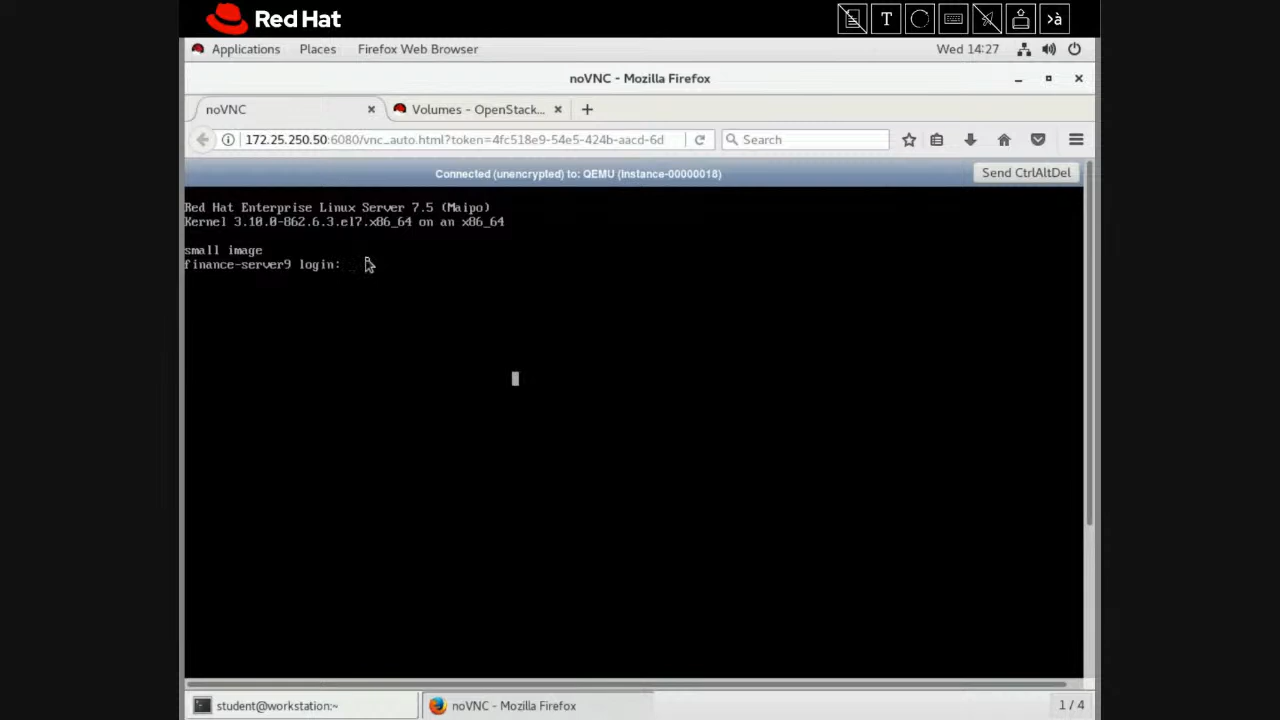 Red Hat
T
›à
Applications Places Firefox Web Browser Wed 14:27
noVNC - Mozilla Firefox
noVNC
Volumes - OpenStack...
172.25.250.50:6080/vnc_auto.html?token=4fc518e9-54e5-424b-aacd-6d
Search
Connected (unencrypted) to: QEMU (instance-00000018)
Send CtrlAltDel
Red Hat Enterprise Linux Server 7.5 (Maipo)
Kernel 3.10.0-862.6.3.el7.x86_64 on an x86_64
small image
finance-server9 login:
student@workstation:~
noVNC - Mozilla Firefox
1 / 4